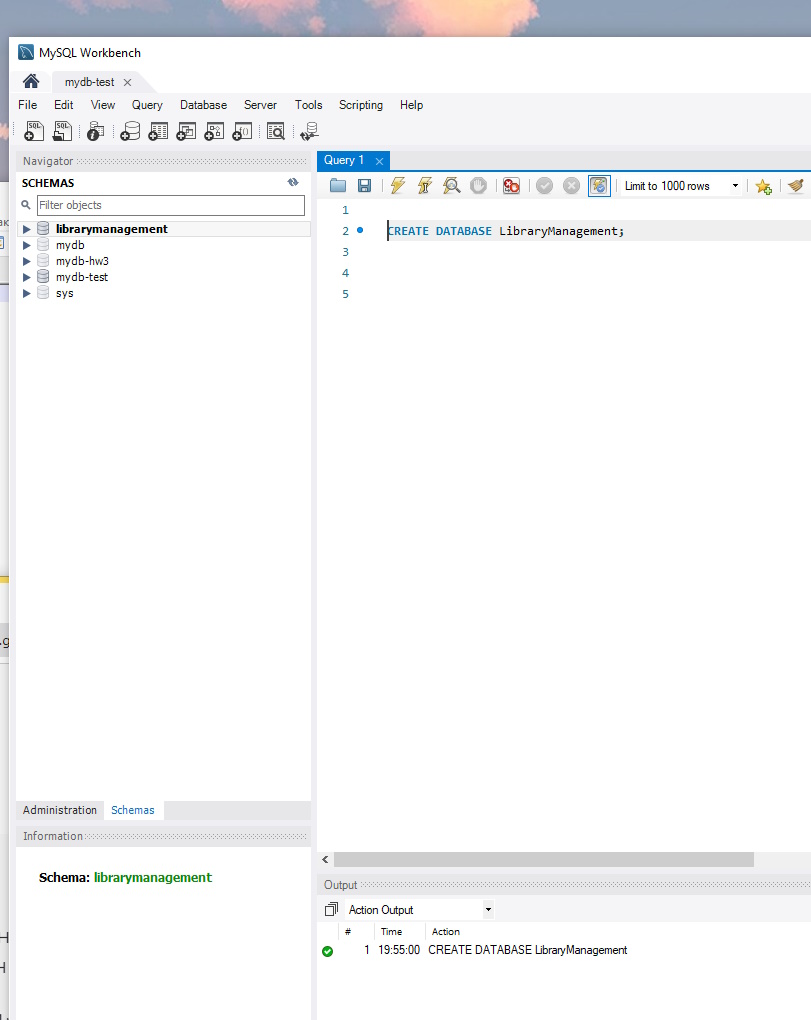 MySQL Workbench
mydb-test
File Edit View Query Database Server Tools Scripting Help
Navigator
SCHEMAS
Filter objects
librarymanagement
mydb
mydb-hw3
mydb-test
sys
Administration Schemas
Information
Schema: librarymanagement
Query 1
Limit to 1000 rows
1
2 CREATE DATABASE LibraryManagement;
3
4
5
Output
Action Output
# Time Action
1 19:55:00 CREATE DATABASE LibraryManagement